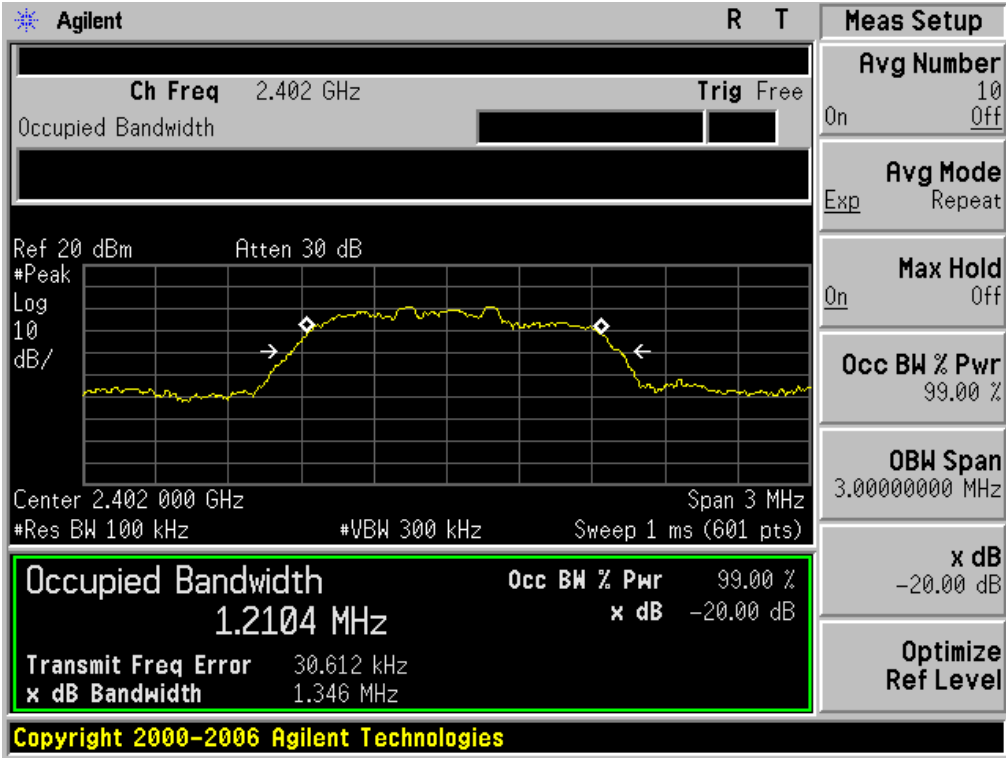 Agilent R T
Meas Setup
Ch Freq 2.402 GHz Trig Free
Occupied Bandwidth
Ref 20 dBm Atten 30 dB
#Peak
Log
10
dB/
Center 2.402 000 GHz Span 3 MHz
#Res BW 100 kHz #VBW 300 kHz Sweep 1 ms (601 pts)
Occupied Bandwidth Occ BW % Pwr 99.00 %
1.2104 MHz x dB -20.00 dB
Transmit Freq Error 30.612 kHz
x dB Bandwidth 1.346 MHz
Copyright 2000-2006 Agilent Technologies
Avg Number
10
On Off
Avg Mode
Exp Repeat
Max Hold
On Off
Occ BW % Pwr
99.00 %
OBW Span
3.00000000 MHz
x dB
-20.00 dB
Optimize
Ref Level